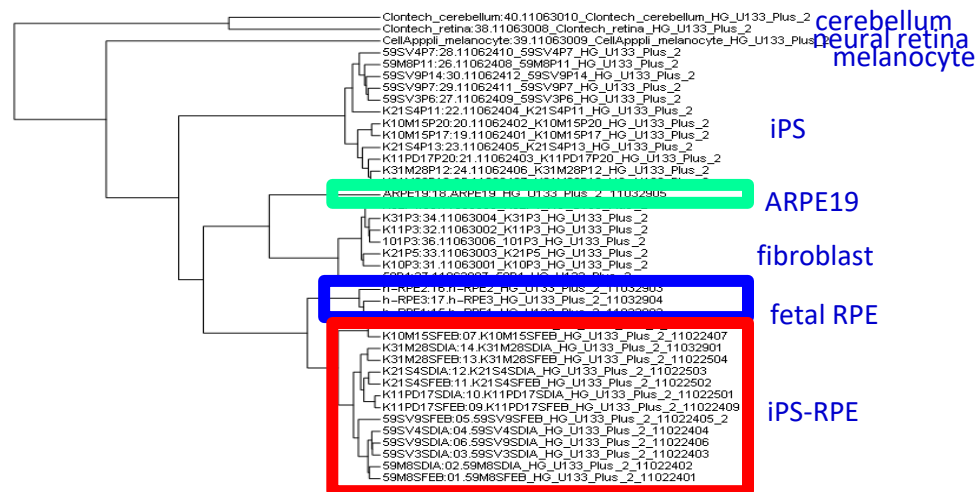 Clontech_cerebellum:40.11063010_Clontech_cerebellum_HG_U133_Plus_2
cerebellum
Clontech_retina:38.11063008_Clontech_retina_HG_U133_Plus_2
neural retina
CellApppli_melanocyte:39.11063009_CellApppli_melanocyte_HG_U133_Plus_2
melanocyte
59SV4P7:28.11062410_59SV4P7_HG_U133_Plus_2
59M8P11:26.11062408_59M8P11_HG_U133_Plus_2
59SV9P14:30.11062412_59SV9P14_HG_U133_Plus_2
59SV9P7:29.11062411_59SV9P7_HG_U133_Plus_2
59SV3P6:27.11062409_59SV3P6_HG_U133_Plus_2
K21S4P11:22.11062404_K21S4P11_HG_U133_Plus_2
K10M15P20:20.11062402_K10M15P20_HG_U133_Plus_2
iPS
K10M15P17:19.11062401_K10M15P17_HG_U133_Plus_2
K21S4P13:23.11062405_K21S4P13_HG_U133_Plus_2
K11PD17P20:21.11062403_K11PD17P20_HG_U133_Plus_2
K31M28P12:24.11062406_K31M28P12_HG_U133_Plus_2
ARPE19:18.ARPE19_HG_U133_Plus_2_11032905
ARPE19
K31P3:34.11063004_K31P3_HG_U133_Plus_2
K11P3:32.11063002_K11P3_HG_U133_Plus_2
101P3:36.11063006_101P3_HG_U133_Plus_2
fibroblast
K21P5:33.11063003_K21P5_HG_U133_Plus_2
K10P3:31.11063001_K10P3_HG_U133_Plus_2
h-RPE2:16.h-RPE2_HG_U133_Plus_2_11032903
h-RPE3:17.h-RPE3_HG_U133_Plus_2_11032904
fetal RPE
K10M15SFEB:07.K10M15SFEB_HG_U133_Plus_2_11022407
K31M28SDIA:14.K31M28SDIA_HG_U133_Plus_2_11032901
K31M28SFEB:13.K31M28SFEB_HG_U133_Plus_2_11022504
K21S4SDIA:12.K21S4SDIA_HG_U133_Plus_2_11022503
K21S4SFEB:11.K21S4SFEB_HG_U133_Plus_2_11022502
K11PD17SDIA:10.K11PD17SDIA_HG_U133_Plus_2_11022501
K11PD17SFEB:09.K11PD17SFEB_HG_U133_Plus_2_11022409
iPS-RPE
59SV9SFEB:05.59SV9SFEB_HG_U133_Plus_2_11022405_2
59SV4SDIA:04.59SV4SDIA_HG_U133_Plus_2_11022404
59SV9SDIA:06.59SV9SDIA_HG_U133_Plus_2_11022406
59SV3SDIA:03.59SV3SDIA_HG_U133_Plus_2_11022403
59M8SDIA:02.59M8SDIA_HG_U133_Plus_2_11022402
59M8SFEB:01.59M8SFEB_HG_U133_Plus_2_11022401